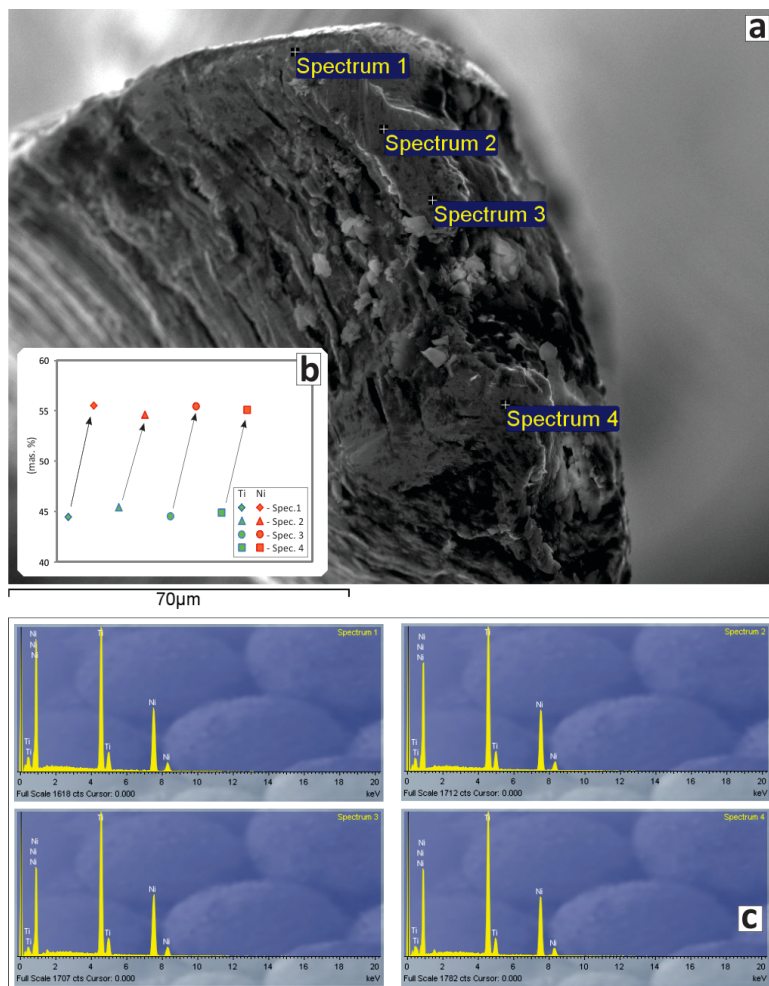 a
Spectrum 1
Spectrum 2
Spectrum 3
Spectrum 4
b
60
55
50
45
40
(mas. %)
Ti Ni
- Spec.1
- Spec. 2
- Spec. 3
- Spec. 4
70µm
Spectrum 1
Ni
Ni
Ni
Ti
Ni
Ti
Ti
Ti
Ni
0 2 4 6 8 10 12 14 16 18 20
Full Scale 1618 cts Cursor: 0.000 keV
Spectrum 2
Ni
Ni
Ni
Ti
Ni
Ti
Ti
Ti
Ni
0 2 4 6 8 10 12 14 16 18 20
Full Scale 1712 cts Cursor: 0.000 keV
Spectrum 3
Ni
Ni
Ni
Ti
Ni
Ti
Ti
Ti
Ni
0 2 4 6 8 10 12 14 16 18 20
Full Scale 1707 cts Cursor: 0.000 keV
Spectrum 4
Ni
Ni
Ni
Ti
Ni
Ti
Ti
Ti
Ni
0 2 4 6 8 10 12 14 16 18 20
Full Scale 1782 cts Cursor: 0.000 keV
c